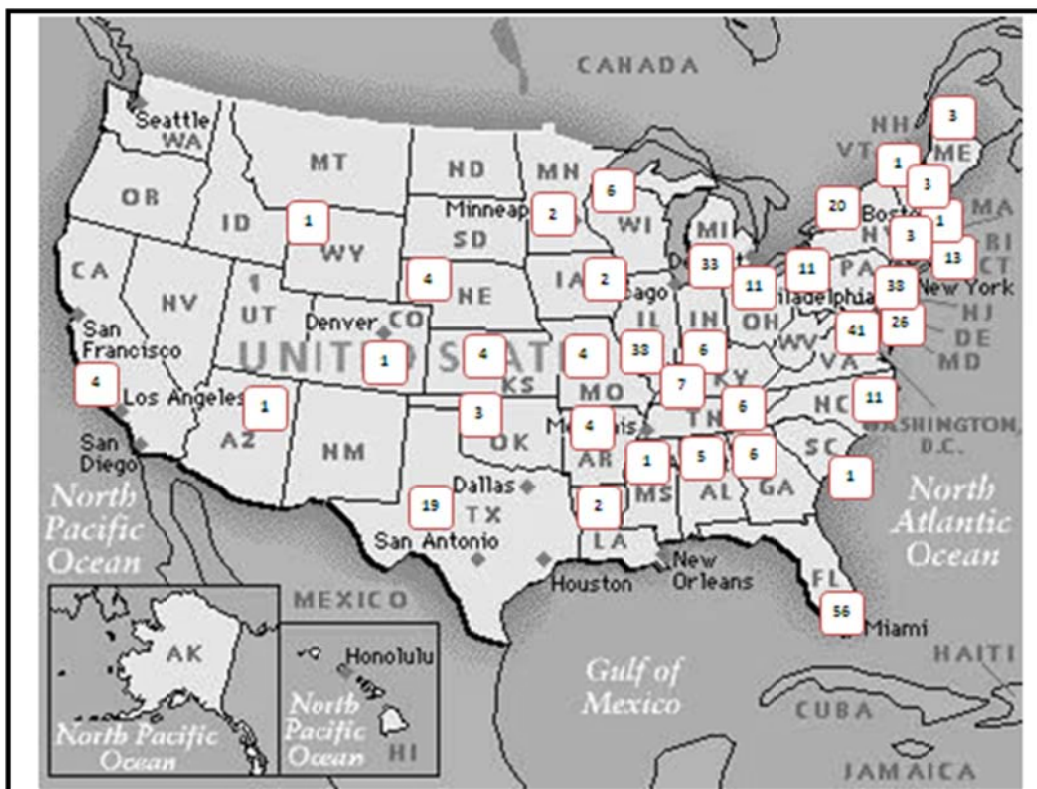 CANADA
Seattle
WA
MT
ND
MN
NH
3
VT
ME
1
3
OR
ID
1
WY
SD
Minneap
2
6
WI
MI
20
Bosto
NY
1
MA
3
RI
CT
13
CA
NV
UT
4
NE
IA
2
cago
33
11
11
PA
New York
iladelphia
NJ
San
Francisco
Denver
CO
1
4
KS
4
MO
IL
33
IN
6
OH
WV
41
VA
26
DE
MD
UNITED STAT
4
Los Angeles
1
AZ
NM
3
OK
4
AR
7
KY
TN
6
NC
11
WASHINGTON,
D.C.
San
Diego
1
MS
5
AL
6
GA
SC
1
North
Pacific
Ocean
19
Dallas
TX
San Antonio
Houston
2
LA
New
Orleans
North
Atlantic
Ocean
FL
56
Miami
MEXICO
AK
North Pacific
Ocean
Honolulu
North
Pacific
Ocean
HI
Gulf of
Mexico
HAITI
CUBA
JAMAICA